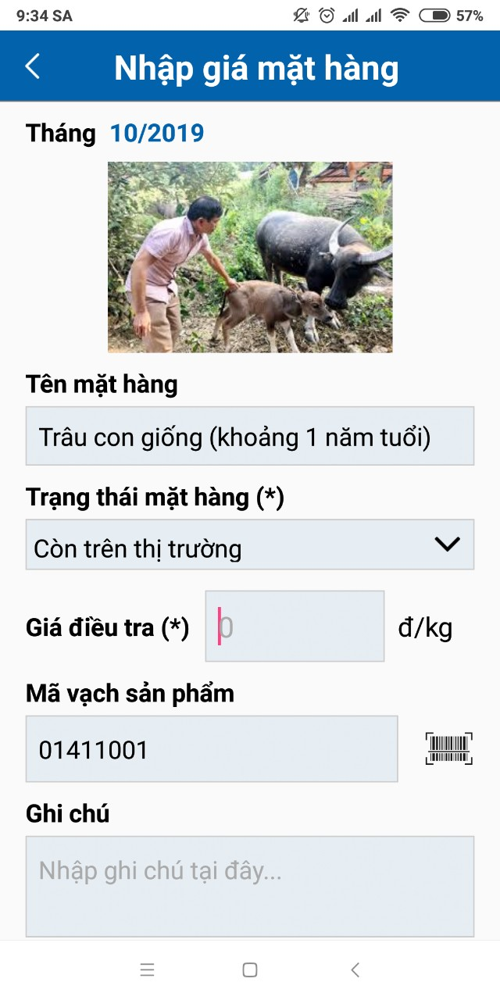 9:34 SA
57%
Nhập giá mặt hàng
Tháng 10/2019
Tên mặt hàng
Trâu con giống (khoảng 1 năm tuổi)
Trạng thái mặt hàng (*)
Còn trên thị trường
Giá điều tra (*) 0 đ/kg
Mã vạch sản phẩm
01411001
Ghi chú
Nhập ghi chú tại đây...